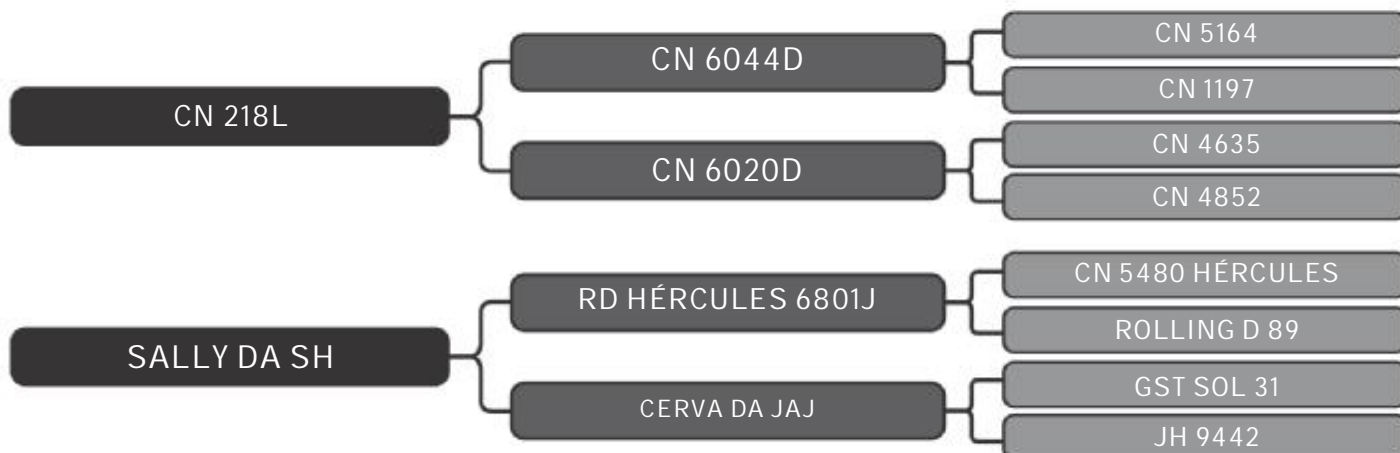 CN 218L
CN 6044D
CN 5164
CN 1197
CN 6020D
CN 4635
CN 4852
SALLY DA SH
RD HÉRCULES 6801J
CN 5480 HÉRCULES
ROLLING D 89
CERVA DA JAJ
GST SOL 31
JH 9442